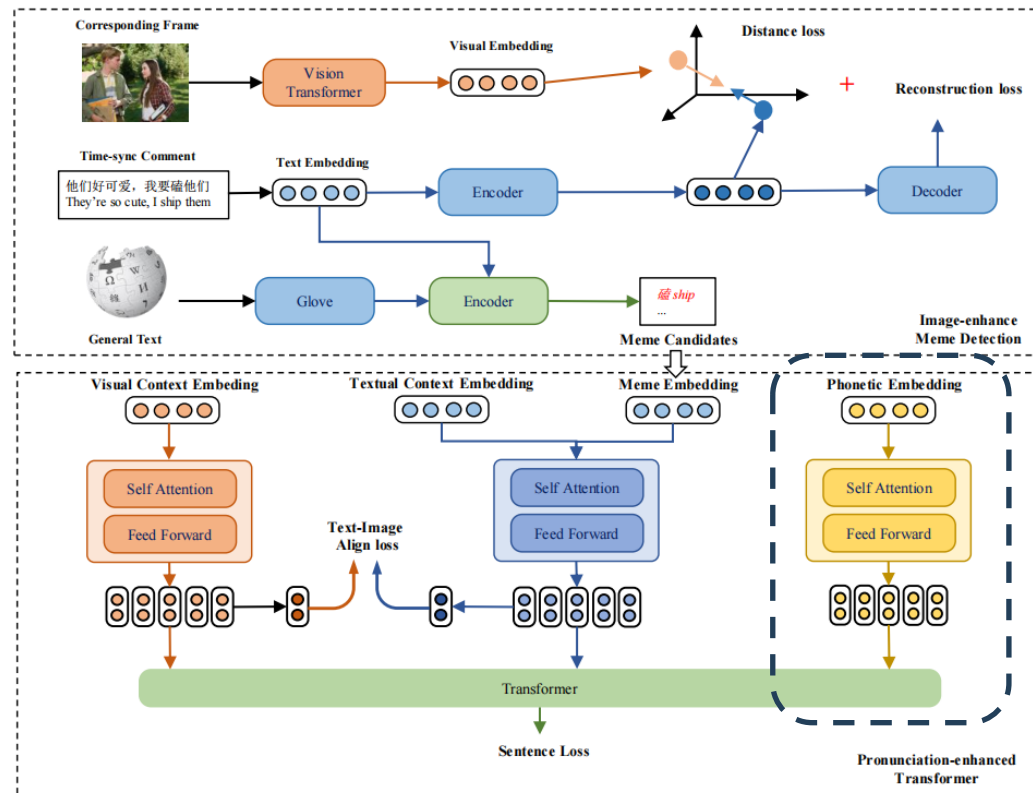 Corresponding Frame
Visual Embedding
Distance loss
Vision
Transformer
+
Reconstruction loss
Time-sync Comment
Text Embedding
他们好可爱，我要磕他们
They're so cute, I ship them
Encoder
Decoder
Ω
W
И
7
Glove
Encoder
磕 ship
...
General Text
Meme Candidates
Image-enhance
Meme Detection
Visual Context Embeding
Textual Context Embedding
Meme Embedding
Phonetic Embedding
Self Attention
Feed Forward
Self Attention
Feed Forward
Self Attention
Feed Forward
Text-Image
Align loss
Transformer
Sentence Loss
Pronunciation-enhanced
Transformer